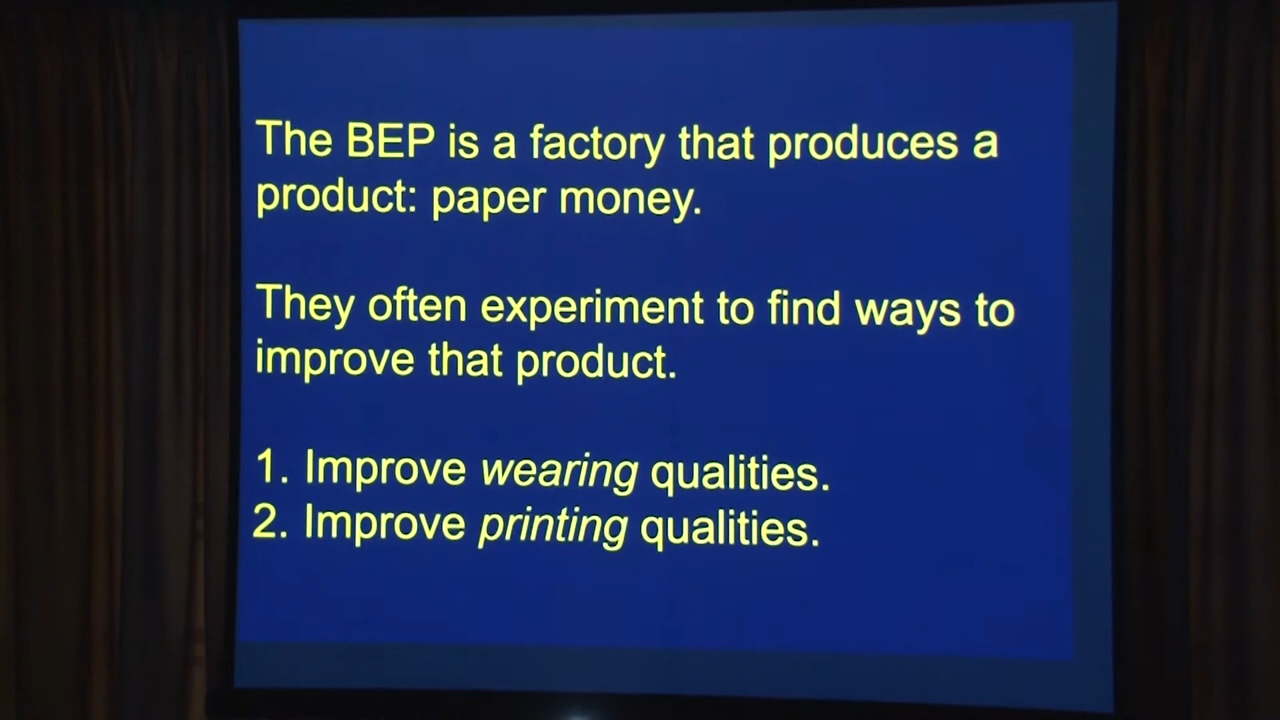 The BEP is a factory that produces a
product: paper money.
They often experiment to find ways to
improve that product.
1. Improve wearing qualities.
2. Improve printing qualities.